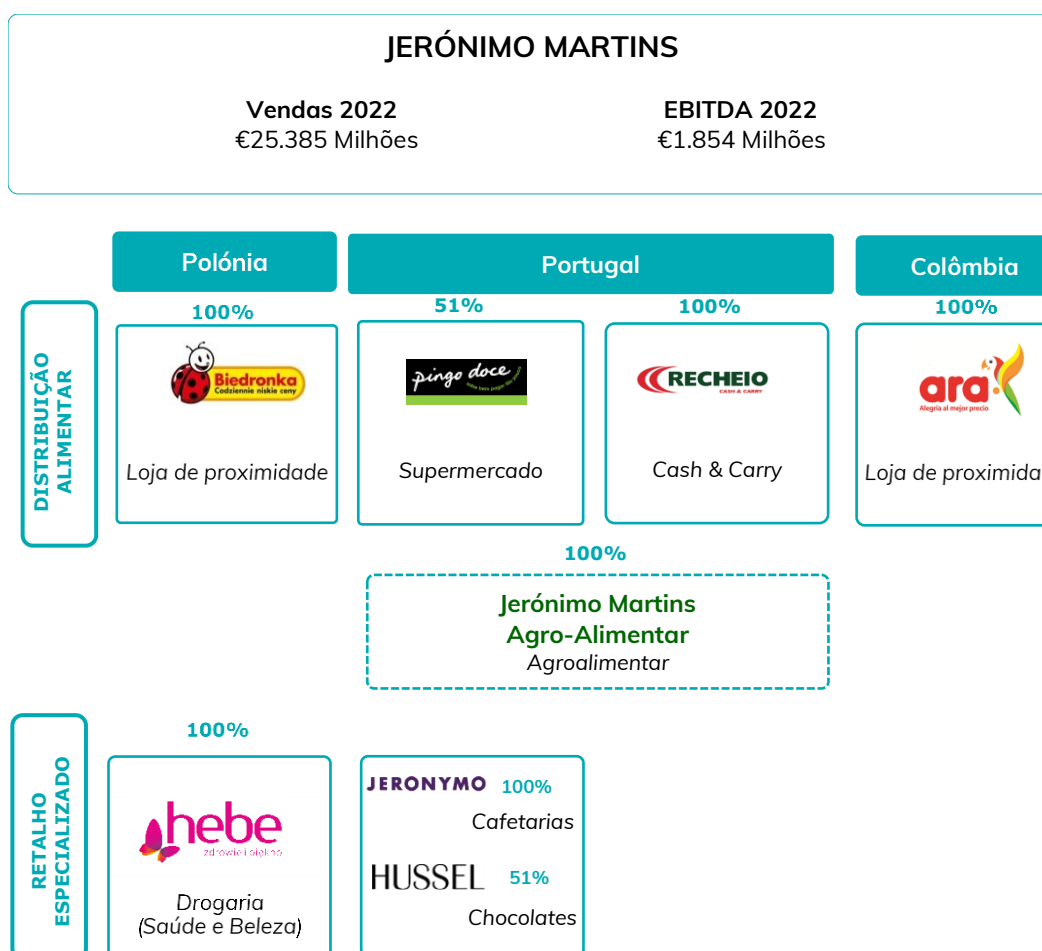 JERÓNIMO MARTINS
Vendas 2022
€25.385 Milhões
EBITDA 2022
€1.854 Milhões
Polónia
Portugal
Colômbia
DISTRIBUIÇÃO
ALIMENTAR
100%
Biedronka
Codziennie niskie ceny
Loja de proximidade
51%
pingo doce
Supermercado
100%
RECHEIO
CASH & CARRY
Cash & Carry
100%
ara
Alegría al mejor precio
Loja de proximida
100%
Jerónimo Martins
Agro-Alimentar
Agroalimentar
RETALHO
ESPECIALIZADO
100%
hebe
zdrowie i piękno
Drogaria
(Saúde e Beleza)
JERONYMO 100%
Cafetarias
HUSSEL 51%
Chocolates